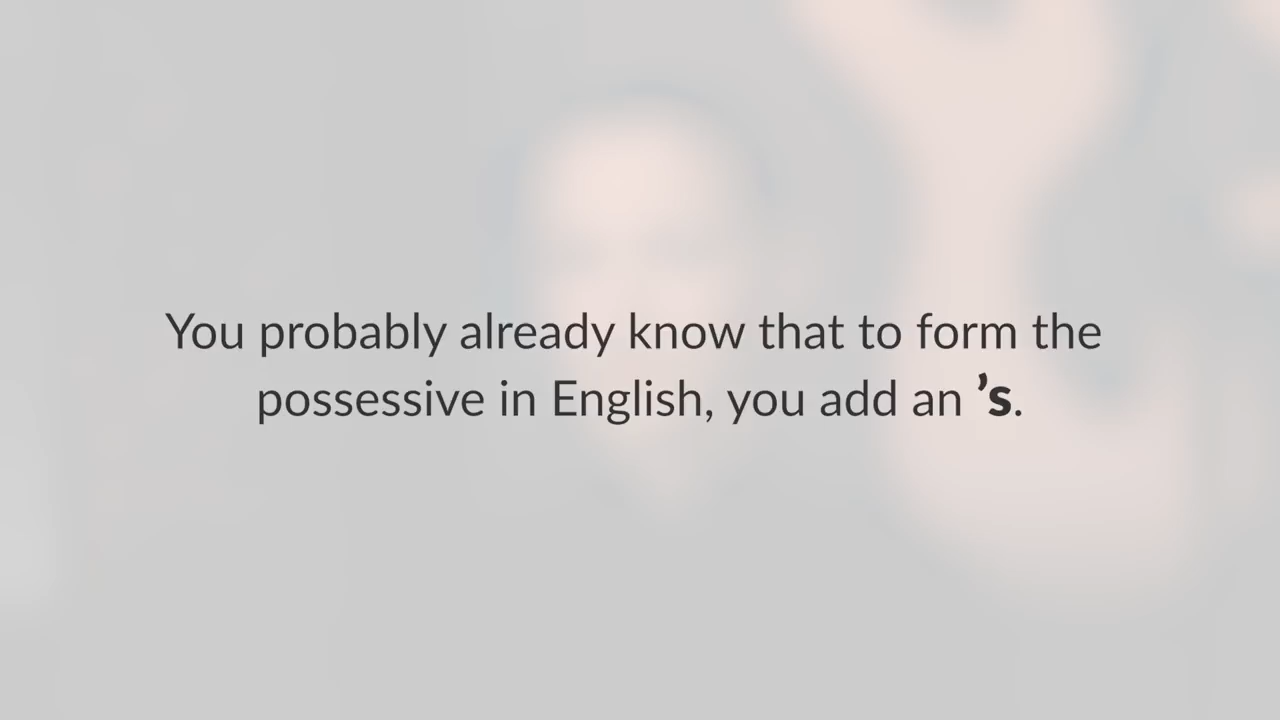 You probably already know that to form the
possessive in English, you add an ’s.